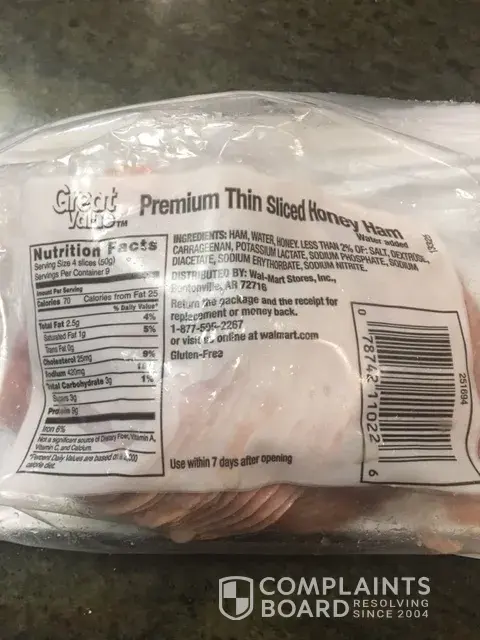 Great Value™
Premium Thin Sliced Honey Ham
Water added
Nutrition Facts
Serving Size 4 slices (50g)
Servings Per Container 9
Amount Per Serving
Calories 70 Calories from Fat 25
% Daily Value*
Total Fat 2.5g 4%
Saturated Fat 1g 5%
Trans Fat 0g
Cholesterol 25mg 9%
Sodium 420mg
Total Carbohydrate 3g 1%
Sugars 3g
Protein 9g
Iron 6%
Not a significant source of Dietary Fiber, Vitamin A,
Vitamin C, and Calcium.
*Percent Daily Values are based on a 2,000
calorie diet.
INGREDIENTS: HAM, WATER, HONEY. LESS THAN 2% OF: SALT, DEXTROSE,
CARRAGEENAN, POTASSIUM LACTATE, SODIUM PHOSPHATE, SODIUM
DIACETATE, SODIUM ERYTHORBATE, SODIUM NITRITE.
DISTRIBUTED BY: Wal-Mart Stores, Inc.,
Bentonville, AR 72716
Return the package and the receipt for
replacement or money back.
1-877-505-2267
or visit us online at walmart.com
Gluten-Free
Use within 7 days after opening
0 78742 11022 6
251694
COMPLAINTS
BOARD RESOLVING
SINCE 2004